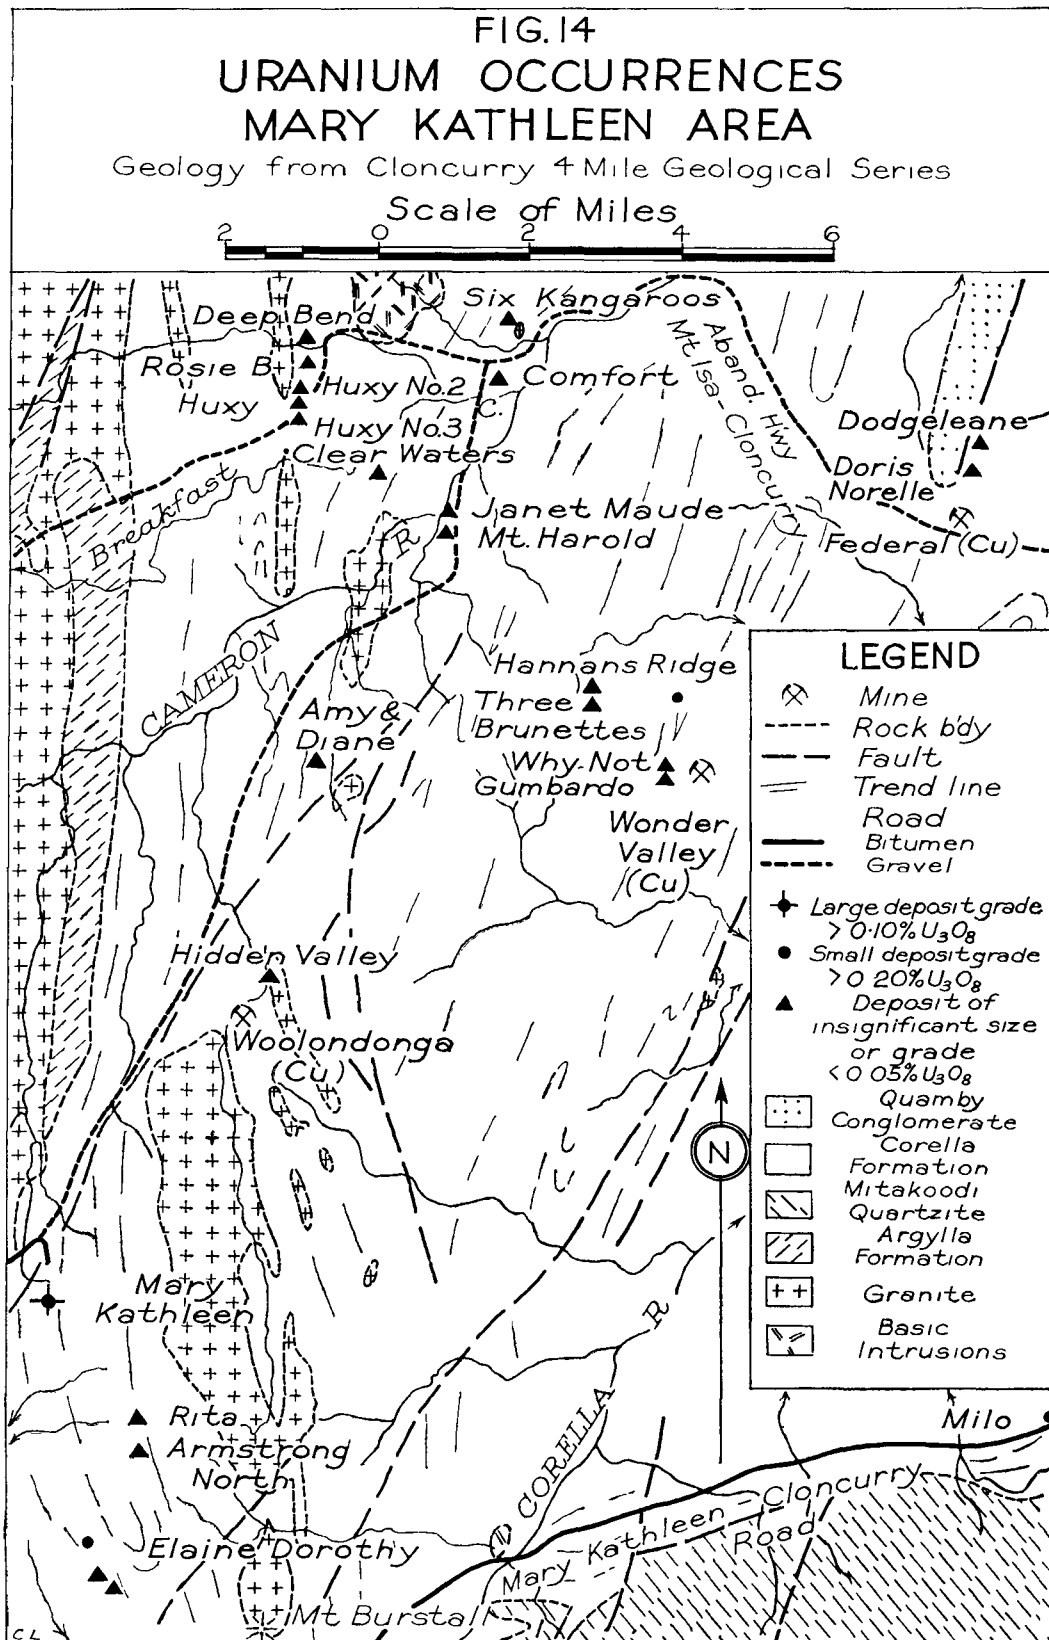 FIG.14
URANIUM OCCURRENCES
MARY KATHLEEN AREA
Geology from Cloncurry 4 Mile Geological Series
Scale of Miles
2 0 2 4 6
Six Kangaroos
Deep Bend
Rosie B
Huxy No.2
Huxy
Huxy No.3
Clear Waters
Comfort
C.
Aband. Hwy
Mt Isa-Cloncurry
Dodgeleane
Doris
Norelle
Federal (Cu)
Breakfast
Janet Maude
Mt. Harold
R
CAMERON
Hannans Ridge
Three
Brunettes
Amy &
Diane
Why-Not
Gumbardo
Wonder
Valley
(Cu)
Hidden Valley
Woolondonga
(Cu)
N
Mary
Kathleen
Rita
Armstrong
North
Elaine Dorothy
Mt Burstall
CORELLA
R
Milo
Mary Kathleen - Cloncurry
Road
CL
LEGEND
Mine
Rock bdy
Fault
Trend line
Road
Bitumen
Gravel
Large deposit grade
> 0·10% U3O8
Small deposit grade
> 0 20% U3O8
Deposit of
insignificant size
or grade
< 0 05% U3O8
Quamby
Conglomerate
Corella
Formation
Mitakoodi
Quartzite
Argylla
Formation
Granite
Basic
Intrusions